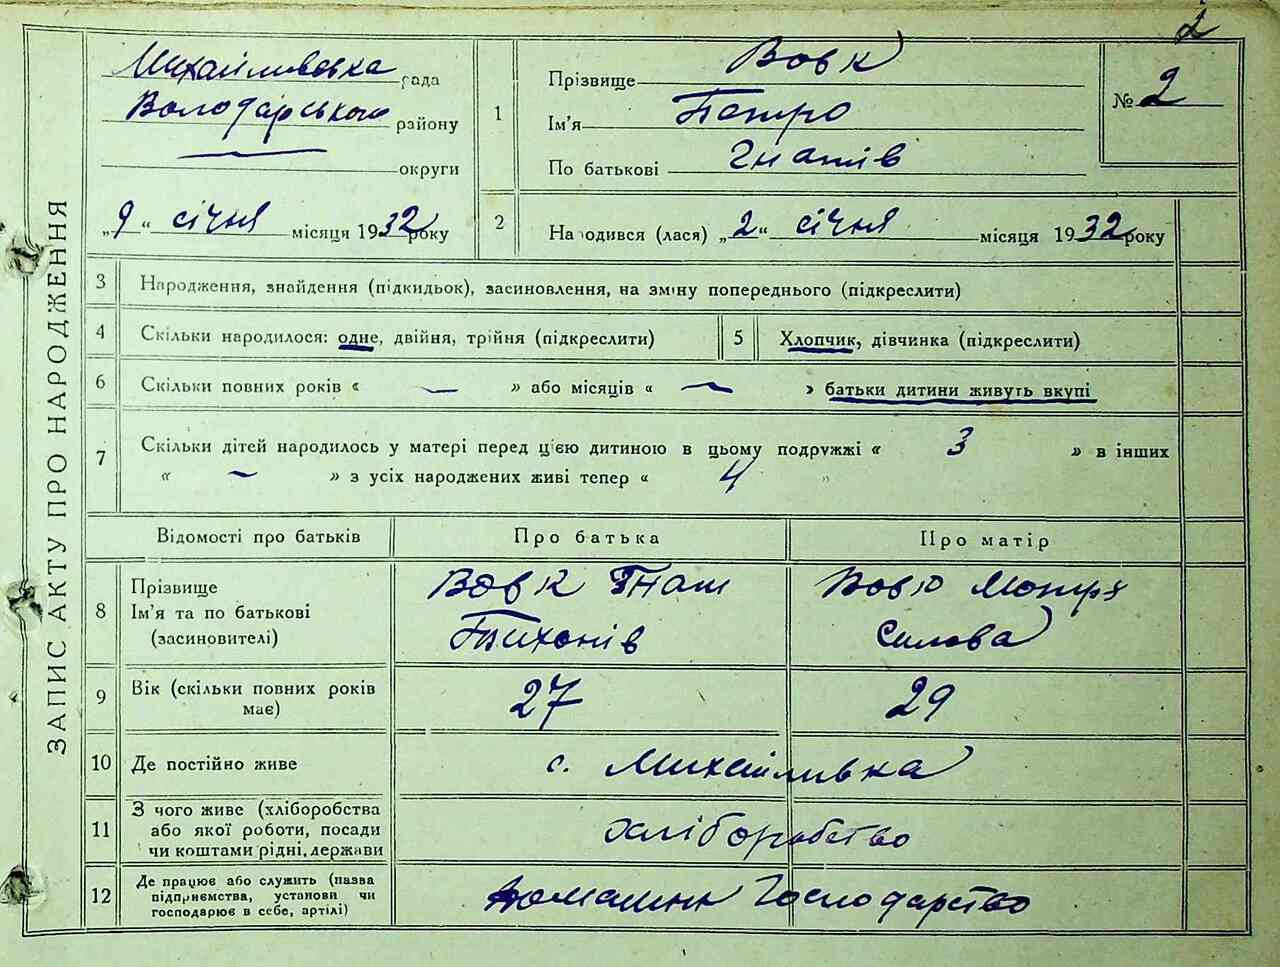 2
ЗАПИС АКТУ ПРО НАРОДЖЕННЯ
Михайливська рада
Володарського району
округи
„9“ січня місяця 1932 року
1
Прізвище Вовк
Ім'я Петро
По батькові Гнатів
№ 2
2
Народився (лася) „2“ січня місяця 1932 року
3 Народження, знайдення (підкидьок), засиновлення, на зміну попереднього (підкреслити)
4 Скільки народилося: одне, двійня, трійня (підкреслити)
5 Хлопчик, дівчинка (підкреслити)
6 Скільки повних років « — » або місяців « — » батьки дитини живуть вкупі
7 Скільки дітей народилось у матері перед цією дитиною в цьому подружжі « 3 » в інших
« — » з усіх народжених живі тепер « 4 »
Відомості про батьків Про батька Про матір
8 Прізвище
Ім'я та по батькові
(засиновителі)
Вовк Гнат
Тихонів
Вовк Мотря
Силова
9 Вік (скільки повних років
має)
27 29
10 Де постійно живе с. Михайливка
11 З чого живе (хліборобства
або якої роботи, посади
чи коштами рідні, держави
хліборобство
12 Де працює або служить (назва
підприємства, установи чи
господарює в себе, артілі)
Господарство